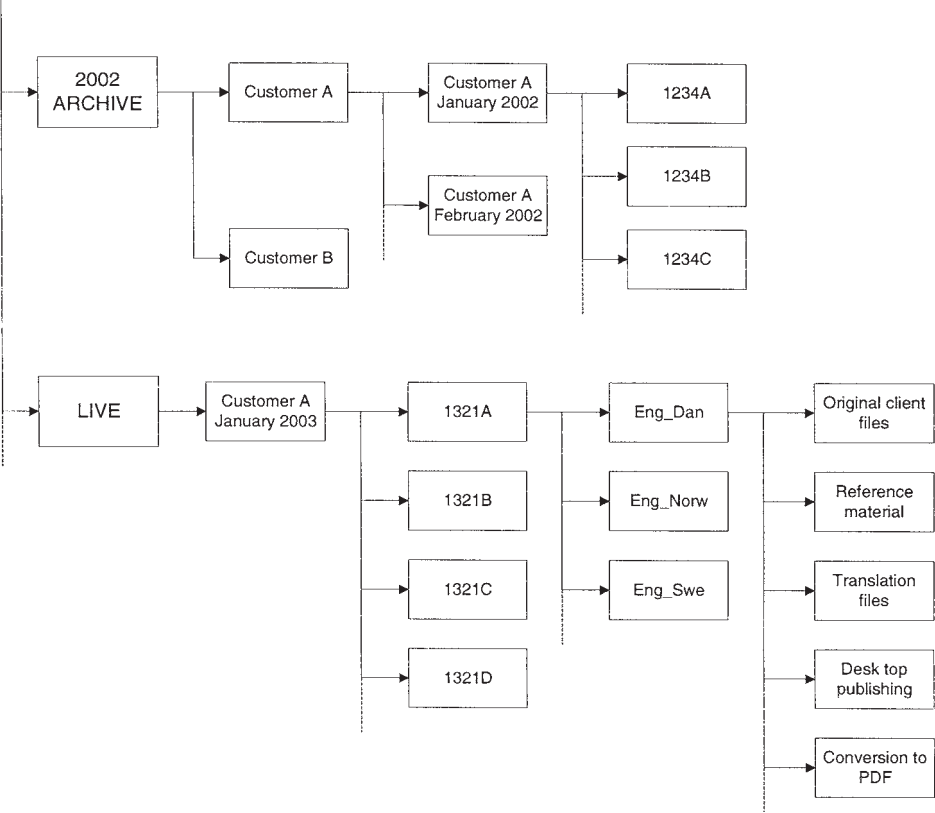 2002
ARCHIVE
Customer A
Customer A
January 2002
1234A
1234B
Customer A
February 2002
Customer B
1234C
LIVE
Customer A
January 2003
1321A
Eng_Dan
Original client
files
1321B
Eng_Norw
Reference
material
1321C
Eng_Swe
Translation
files
1321D
Desk top
publishing
Conversion to
PDF